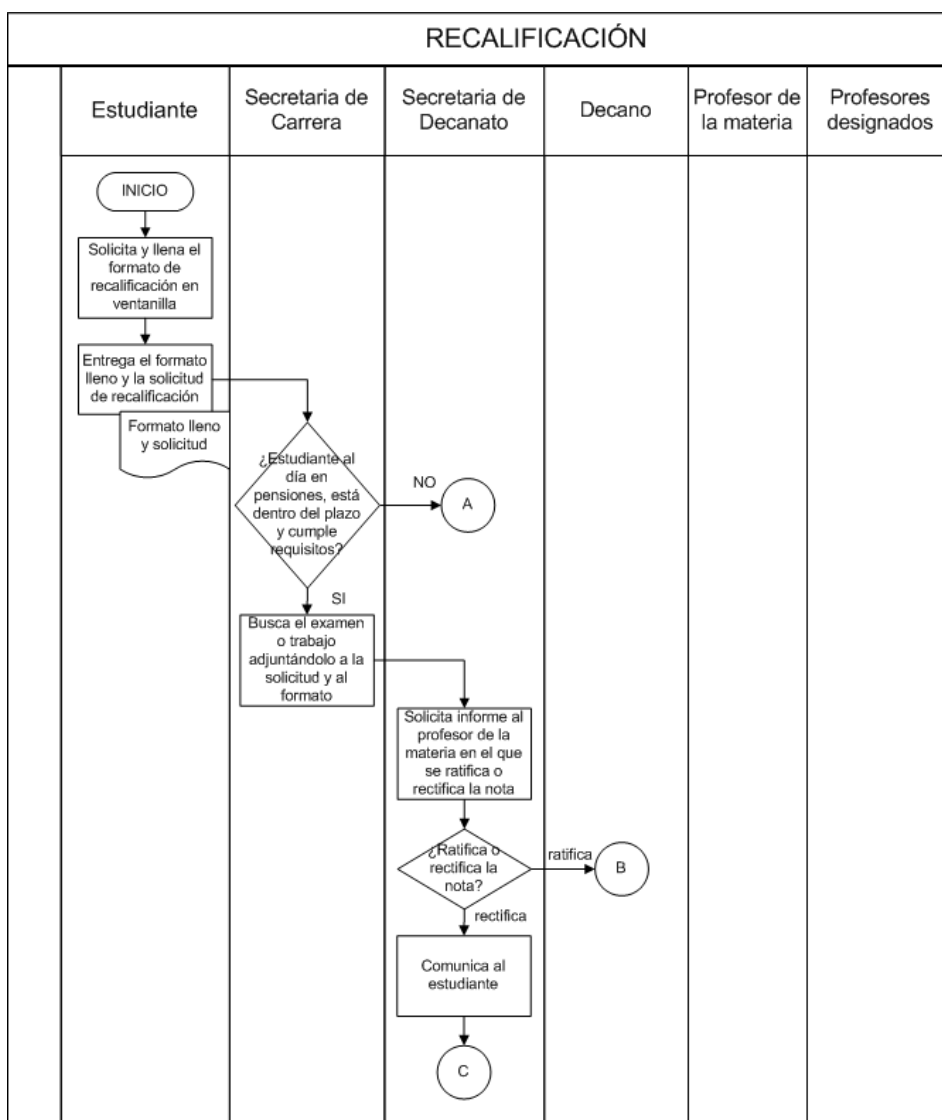 RECALIFICACIÓN
Estudiante
Secretaria de
Carrera
Secretaria de
Decanato
Decano
Profesor de
la materia
Profesores
designados
INICIO
Solicita y llena el
formato de
recalificación en
ventanilla
Entrega el formato
lleno y la solicitud
de recalificación
Formato lleno
y solicitud
¿Estudiante al
día en
pensiones, está
dentro del plazo
y cumple
requisitos?
NO
A
SI
Busca el examen
o trabajo
adjuntándolo a la
solicitud y al
formato
Solicita informe al
profesor de la
materia en el que
se ratifica o
rectifica la nota
¿Ratifica o
rectifica la
nota?
ratifica
B
rectifica
Comunica al
estudiante
C